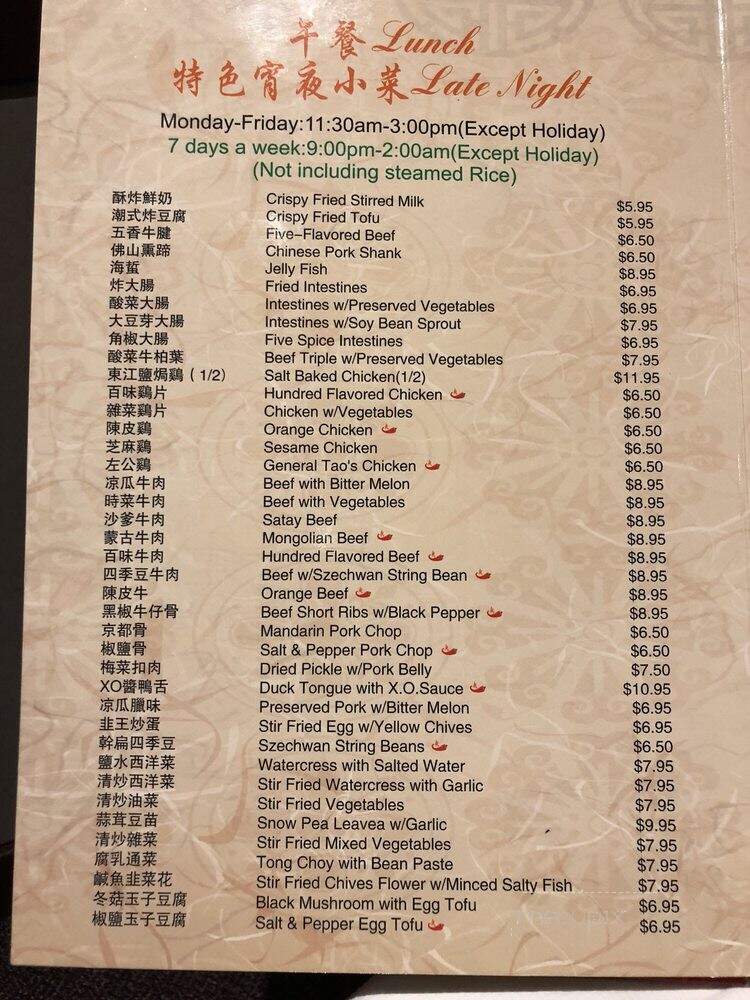 午餐 Lunch
特色宵夜小菜 Late Night
Monday-Friday:11:30am-3:00pm(Except Holiday)
7 days a week:9:00pm-2:00am(Except Holiday)
(Not including steamed Rice)
酥炸鮮奶 Crispy Fried Stirred Milk $5.95
潮式炸豆腐 Crispy Fried Tofu $5.95
五香牛腱 Five-Flavored Beef $6.50
佛山熏蹄 Chinese Pork Shank $6.50
海蜇 Jelly Fish $8.95
炸大腸 Fried Intestines $6.95
酸菜大腸 Intestines w/Preserved Vegetables $6.95
大豆芽大腸 Intestines w/Soy Bean Sprout $7.95
角椒大腸 Five Spice Intestines $6.95
酸菜牛柏葉 Beef Triple w/Preserved Vegetables $7.95
東江鹽焗鷄 ( 1/2) Salt Baked Chicken(1/2) $11.95
百味鷄片 Hundred Flavored Chicken $6.50
雜菜鷄片 Chicken w/Vegetables $6.50
陳皮鷄 Orange Chicken $6.50
芝麻鷄 Sesame Chicken $6.50
左公鷄 General Tao's Chicken $6.50
凉瓜牛肉 Beef with Bitter Melon $8.95
時菜牛肉 Beef with Vegetables $8.95
沙爹牛肉 Satay Beef $8.95
蒙古牛肉 Mongolian Beef $8.95
百味牛肉 Hundred Flavored Beef $8.95
四季豆牛肉 Beef w/Szechwan String Bean $8.95
陳皮牛 Orange Beef $8.95
黑椒牛仔骨 Beef Short Ribs w/Black Pepper $8.95
京都骨 Mandarin Pork Chop $6.50
椒鹽骨 Salt & Pepper Pork Chop $6.50
梅菜扣肉 Dried Pickle w/Pork Belly $7.50
XO醬鴨舌 Duck Tongue with X.O.Sauce $10.95
凉瓜臘味 Preserved Pork w/Bitter Melon $6.95
韭王炒蛋 Stir Fried Egg w/Yellow Chives $6.95
幹扁四季豆 Szechwan String Beans $6.50
鹽水西洋菜 Watercress with Salted Water $7.95
清炒西洋菜 Stir Fried Watercress with Garlic $7.95
清炒油菜 Stir Fried Vegetables $7.95
蒜茸豆苗 Snow Pea Leavea w/Garlic $9.95
清炒雜菜 Stir Fried Mixed Vegetables $7.95
腐乳通菜 Tong Choy with Bean Paste $7.95
鹹魚韭菜花 Stir Fried Chives Flower w/Minced Salty Fish $7.95
冬菇玉子豆腐 Black Mushroom with Egg Tofu $6.95
椒鹽玉子豆腐 Salt & Pepper Egg Tofu $6.95